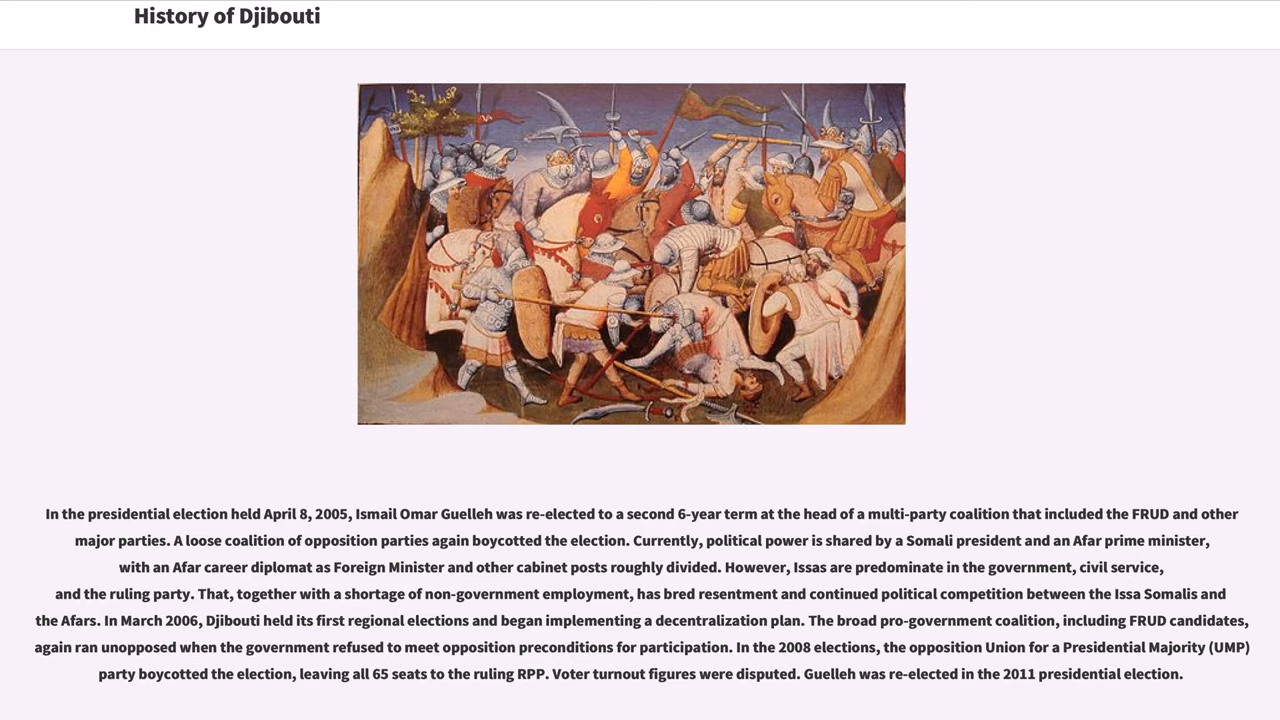 History of Djibouti
In the presidential election held April 8, 2005, Ismail Omar Guelleh was re-elected to a second 6-year term at the head of a multi-party coalition that included the FRUD and other
major parties. A loose coalition of opposition parties again boycotted the election. Currently, political power is shared by a Somali president and an Afar prime minister,
with an Afar career diplomat as Foreign Minister and other cabinet posts roughly divided. However, Issas are predominate in the government, civil service,
and the ruling party. That, together with a shortage of non-government employment, has bred resentment and continued political competition between the Issa Somalis and
the Afars. In March 2006, Djibouti held its first regional elections and began implementing a decentralization plan. The broad pro-government coalition, including FRUD candidates,
again ran unopposed when the government refused to meet opposition preconditions for participation. In the 2008 elections, the opposition Union for a Presidential Majority (UMP)
party boycotted the election, leaving all 65 seats to the ruling RPP. Voter turnout figures were disputed. Guelleh was re-elected in the 2011 presidential election.